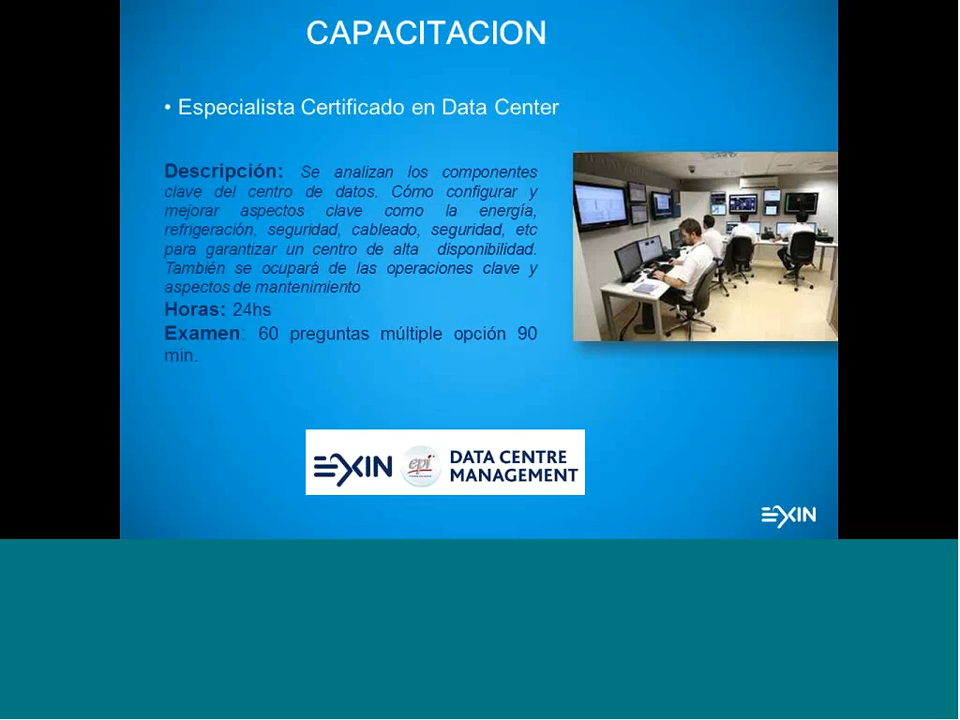 CAPACITACION
• Especialista Certificado en Data Center
Descripción: Se analizan los componentes
clave del centro de datos. Cómo configurar y
mejorar aspectos clave como la energía,
refrigeración, seguridad, cableado, seguridad, etc
para garantizar un centro de alta disponibilidad.
También se ocupará de las operaciones clave y
aspectos de mantenimiento
Horas: 24hs
Examen: 60 preguntas múltiple opción 90
min.
EXIN epi DATA CENTRE
MANAGEMENT
EXIN